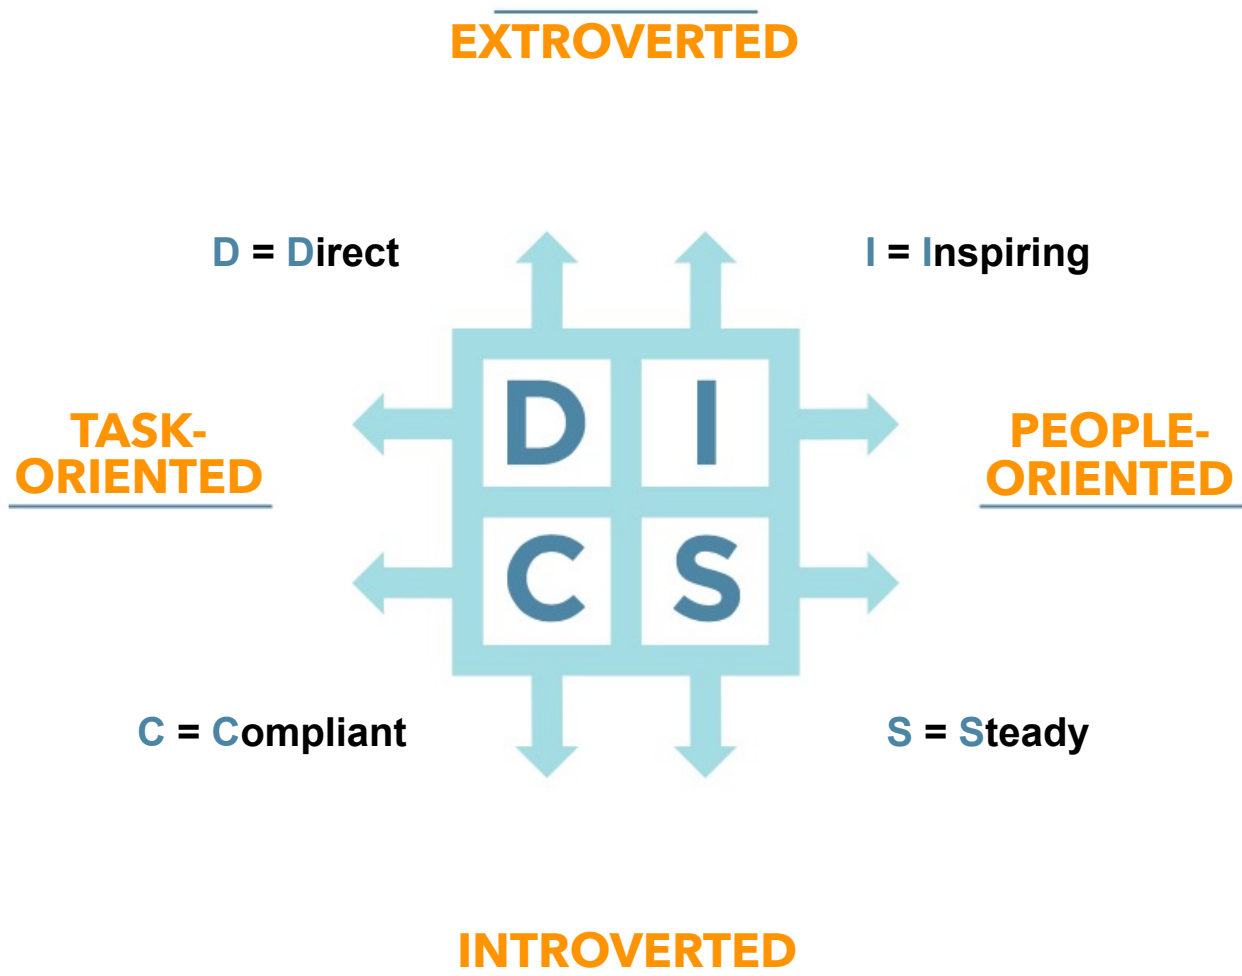 EXTROVERTED
D = Direct
I = Inspiring
D I
TASK-
ORIENTED
PEOPLE-
ORIENTED
C S
C = Compliant
S = Steady
INTROVERTED